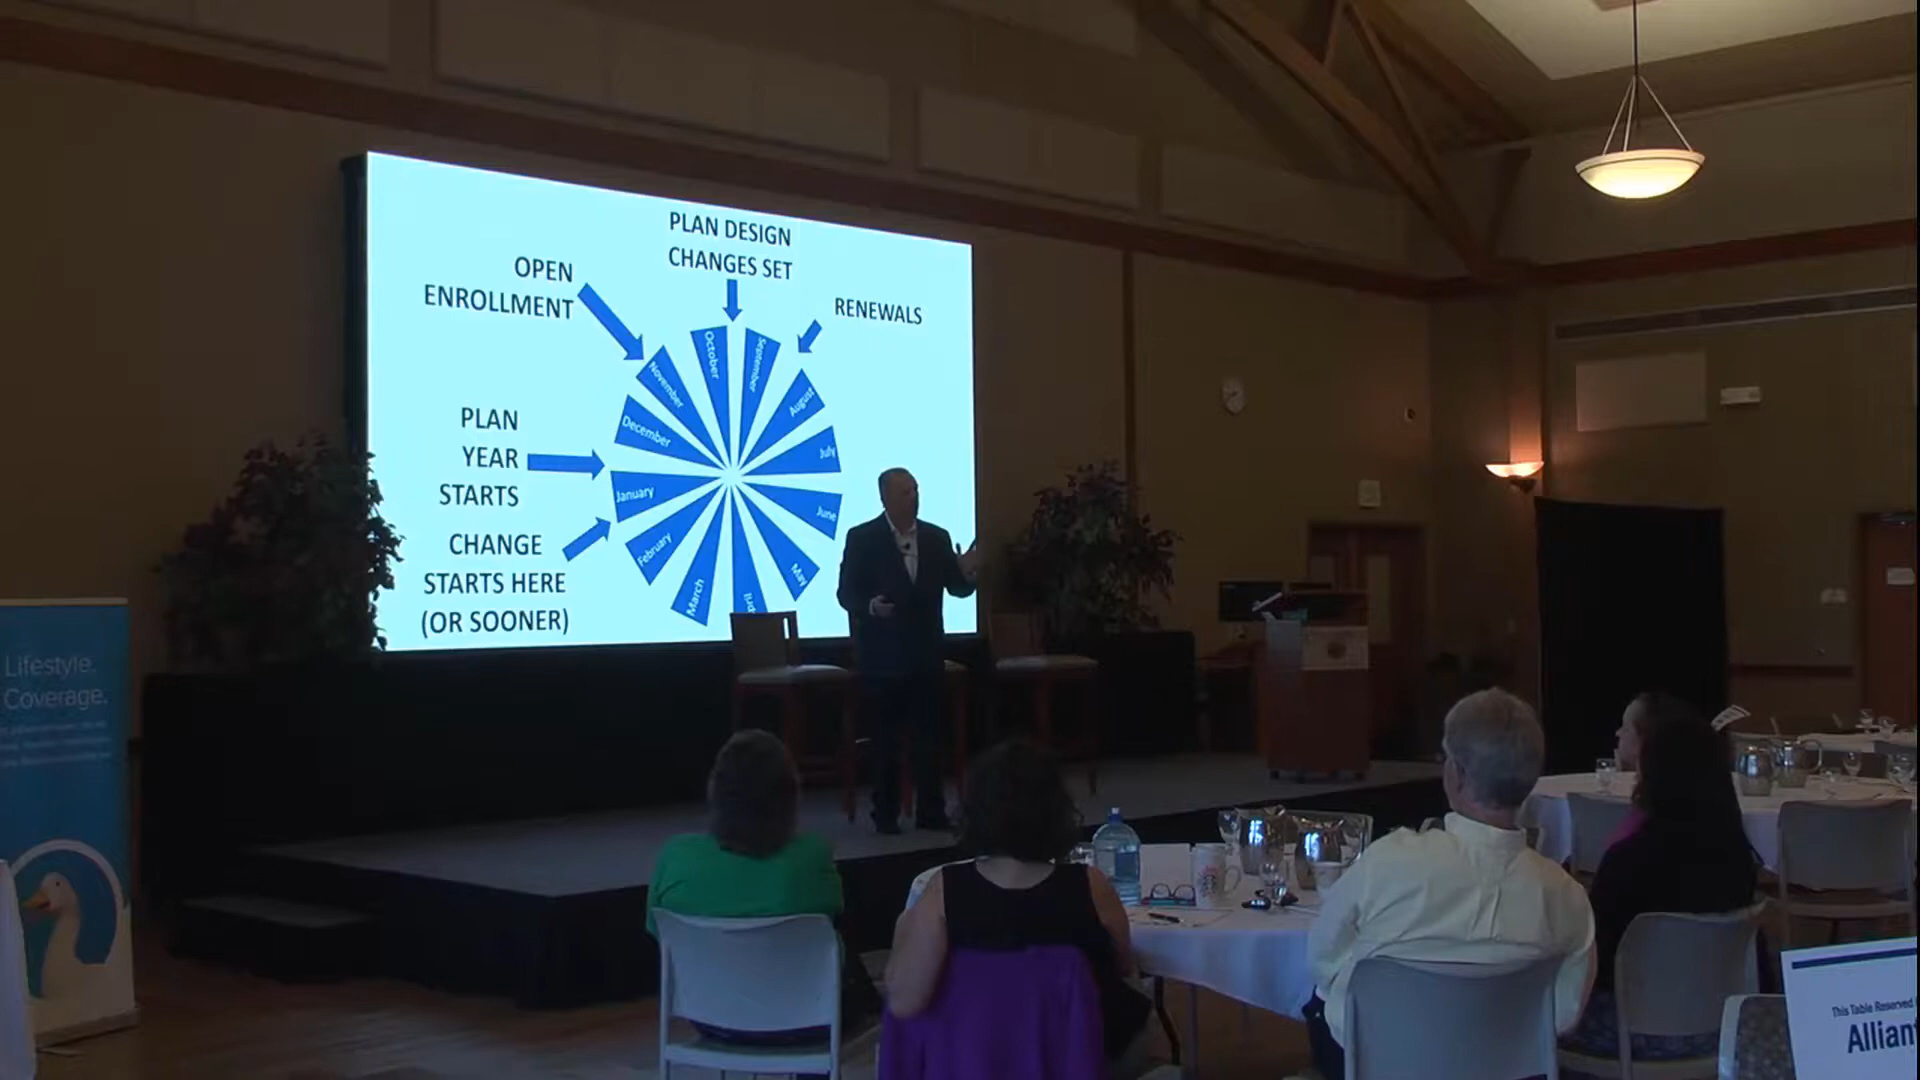 PLAN DESIGN
CHANGES SET
OPEN
ENROLLMENT
RENEWALS
October
September
November
August
December
July
PLAN
YEAR
STARTS
January
June
February
May
March
CHANGE
STARTS HERE
(OR SOONER)
Lifestyle.
Coverage.
This Table Reserved